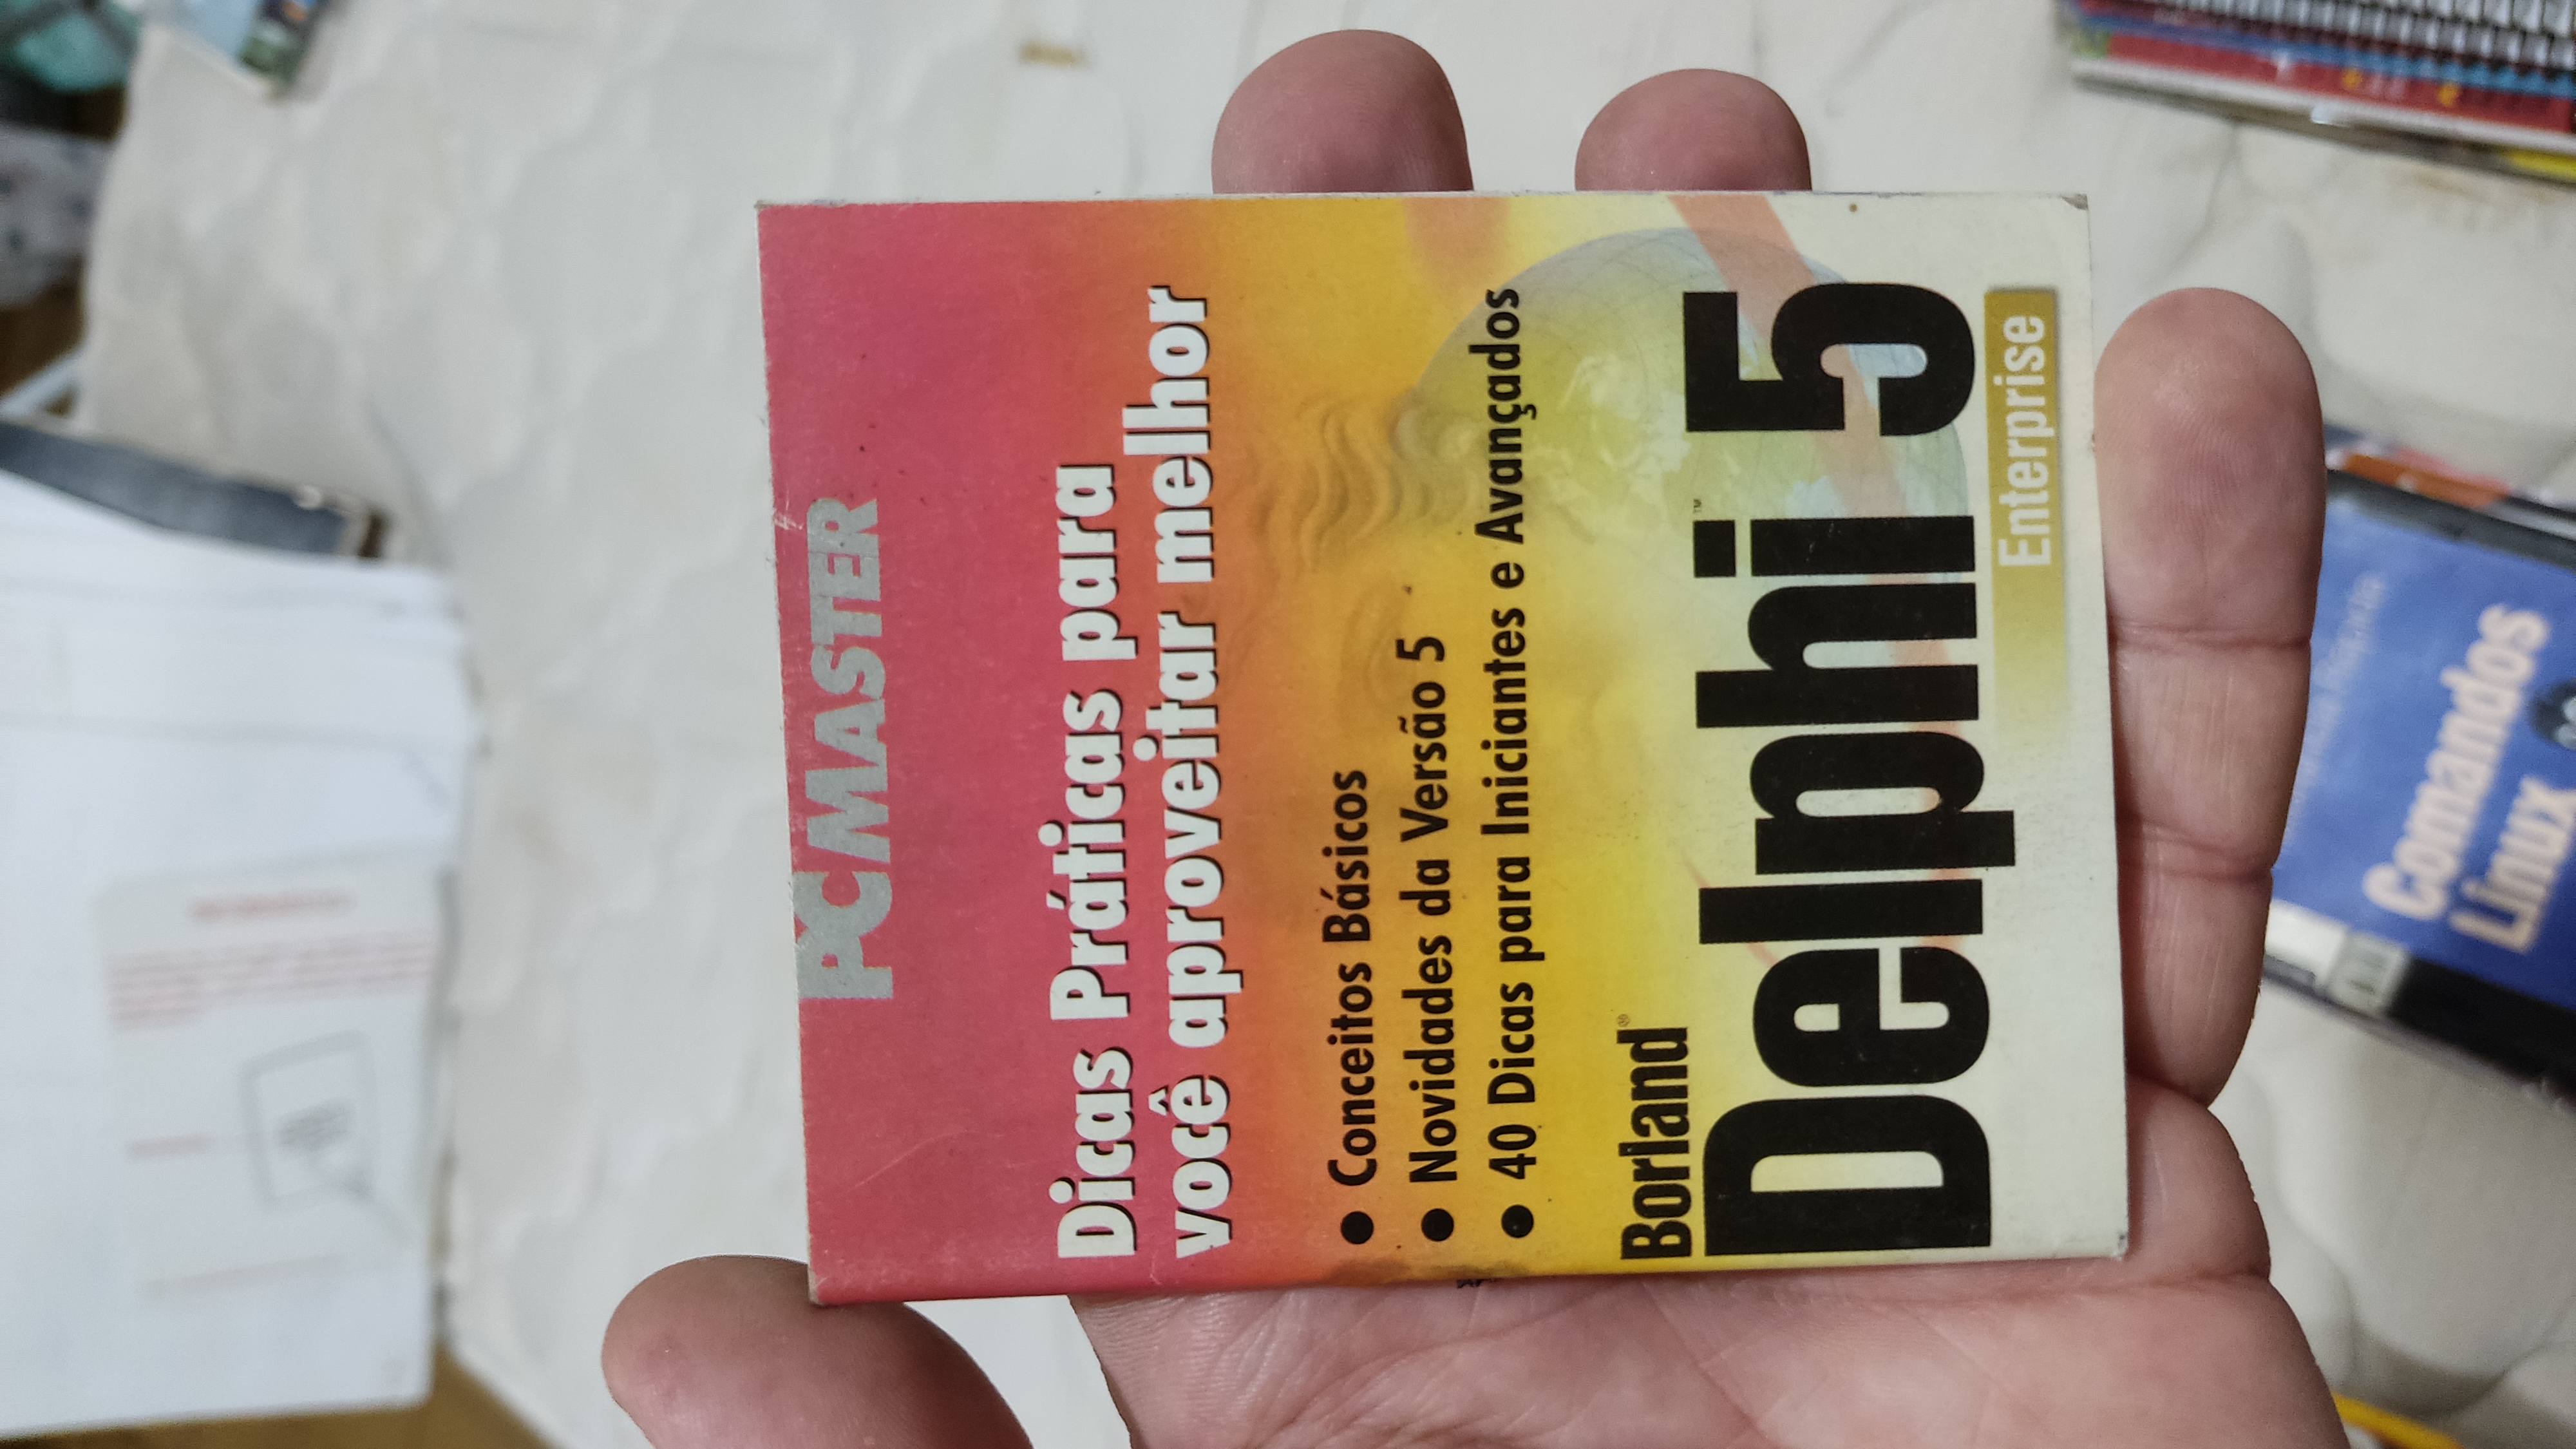 PCMASTER
Dicas Práticas para
você aproveitar melhor
● Conceitos Básicos
● Novidades da Versão 5
● 40 Dicas para Iniciantes e Avançados
Borland®
Delphi™ 5
Enterprise
Comandos
Linux